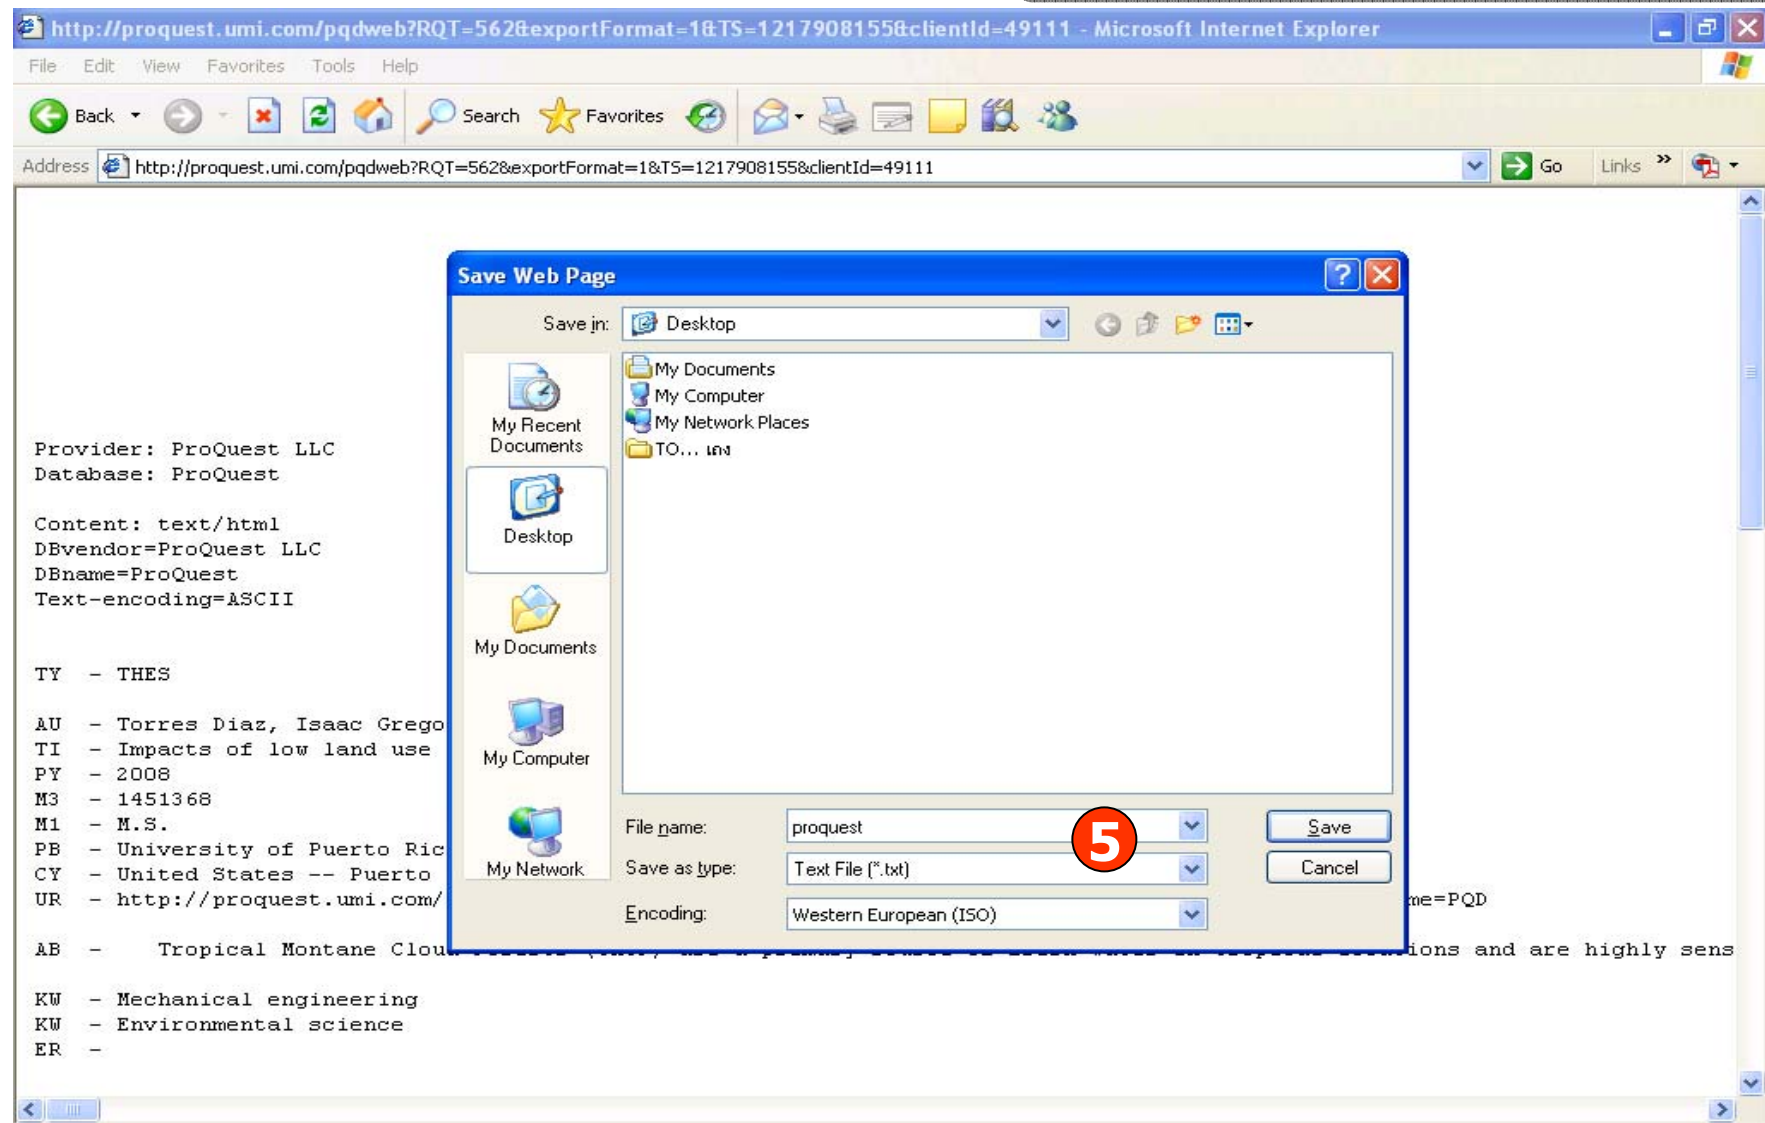 http://proquest.umi.com/pqdweb?RQT=562&exportFormat=1&TS=1217908155&clientId=49111 - Microsoft Internet Explorer
File Edit View Favorites Tools Help
Back Search Favorites
Address http://proquest.umi.com/pqdweb?RQT=562&exportFormat=1&TS=1217908155&clientId=49111 Go Links »
Save Web Page
Save in: Desktop
My Recent Documents
Desktop
My Documents
My Computer
My Network
My Documents
My Computer
My Network Places
TO... เคง
File name: proquest
5
Save
Save as type: Text File (*.txt)
Cancel
Encoding: Western European (ISO)
Provider: ProQuest LLC
Database: ProQuest
Content: text/html
DBvendor=ProQuest LLC
DBname=ProQuest
Text-encoding=ASCII
TY - THES
AU - Torres Diaz, Isaac Grego
TI - Impacts of low land use
PY - 2008
M3 - 1451368
M1 - M.S.
PB - University of Puerto Ric
CY - United States -- Puerto
UR - http://proquest.umi.com/ me=PQD
AB - Tropical Montane Clou ions and are highly sens
KW - Mechanical engineering
KW - Environmental science
ER -